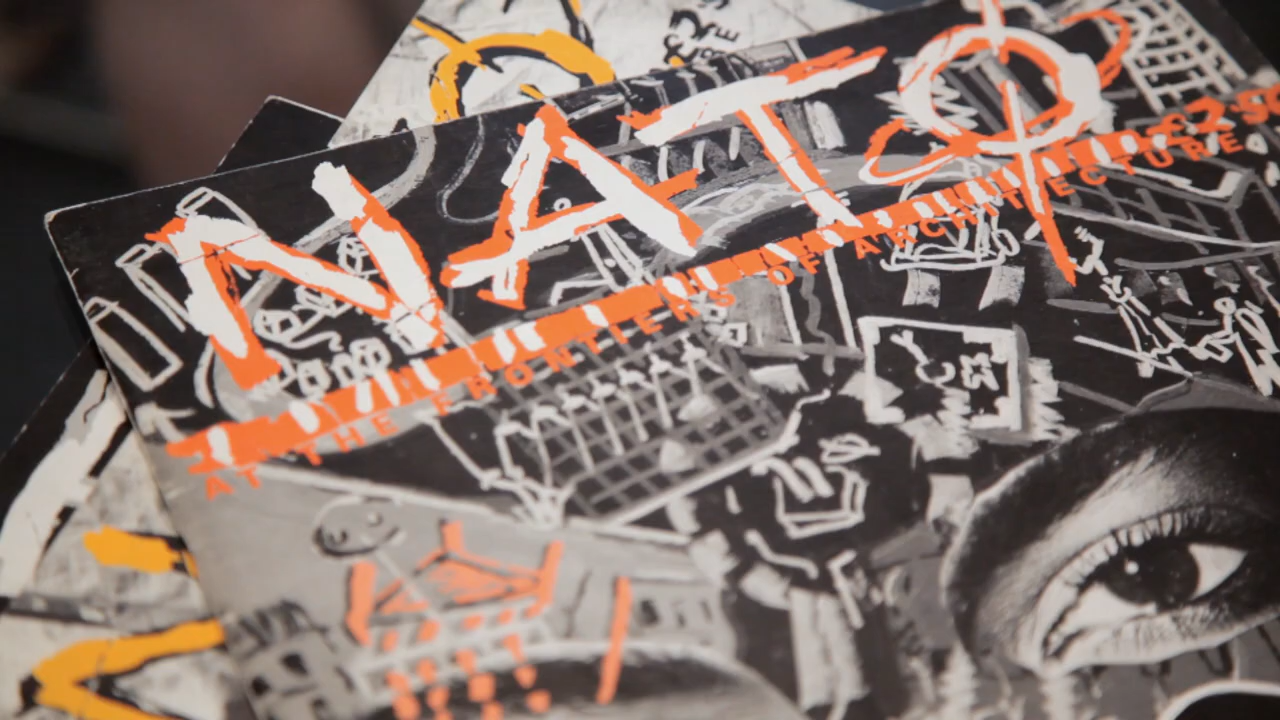 NATO
£2.50
AT THE FRONTIERS OF ARCHITECTURE